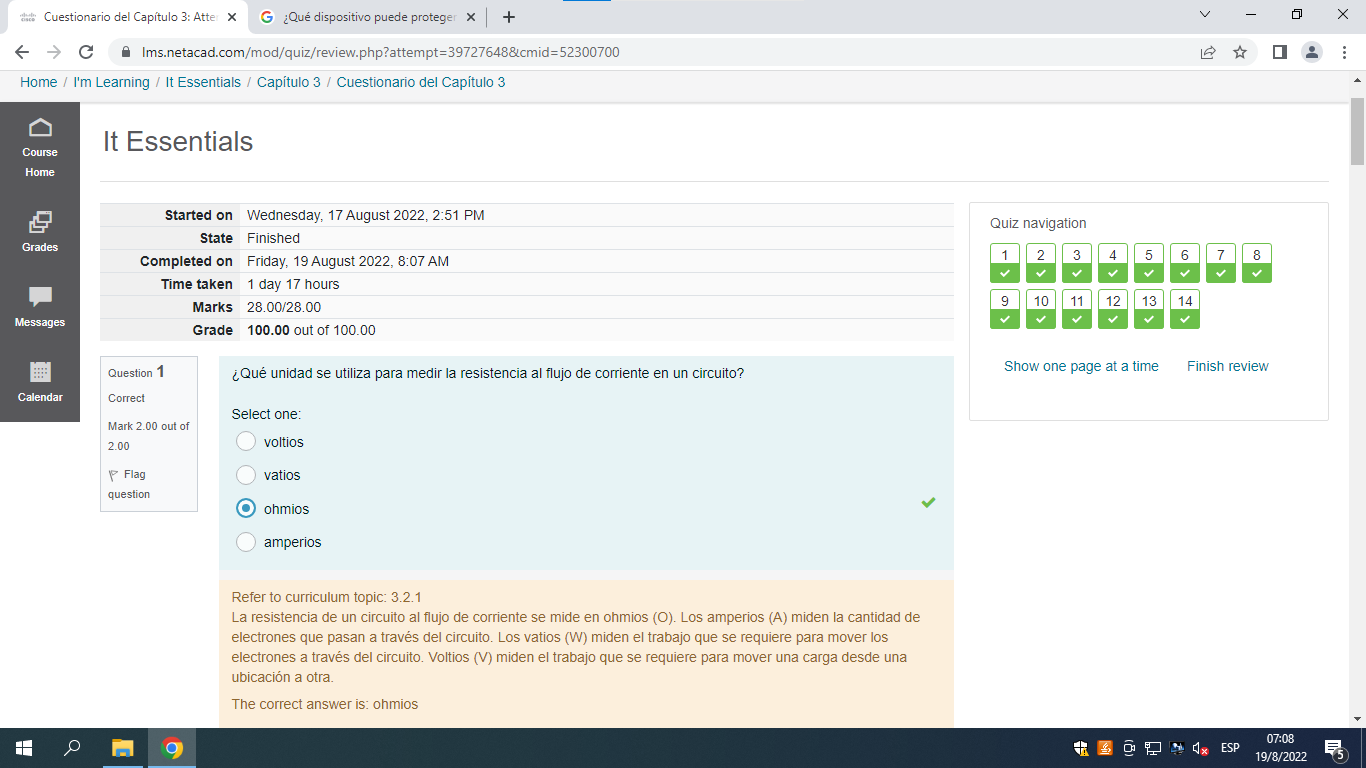 Cuestionario del Capítulo 3: Atte
¿Qué dispositivo puede proteger
lms.netacad.com/mod/quiz/review.php?attempt=39727648&cmid=52300700
Home / I'm Learning / It Essentials / Capítulo 3 / Cuestionario del Capítulo 3
Course
Home
Grades
Messages
Calendar
It Essentials
Started on Wednesday, 17 August 2022, 2:51 PM
State Finished
Completed on Friday, 19 August 2022, 8:07 AM
Time taken 1 day 17 hours
Marks 28.00/28.00
Grade 100.00 out of 100.00
Quiz navigation
1 2 3 4 5 6 7 8
9 10 11 12 13 14
Show one page at a time Finish review
Question 1
Correct
Mark 2.00 out of
2.00
Flag
question
¿Qué unidad se utiliza para medir la resistencia al flujo de corriente en un circuito?
Select one:
voltios
vatios
ohmios
amperios
Refer to curriculum topic: 3.2.1
La resistencia de un circuito al flujo de corriente se mide en ohmios (O). Los amperios (A) miden la cantidad de
electrones que pasan a través del circuito. Los vatios (W) miden el trabajo que se requiere para mover los
electrones a través del circuito. Voltios (V) miden el trabajo que se requiere para mover una carga desde una
ubicación a otra.
The correct answer is: ohmios
ESP
07:08
19/8/2022
5